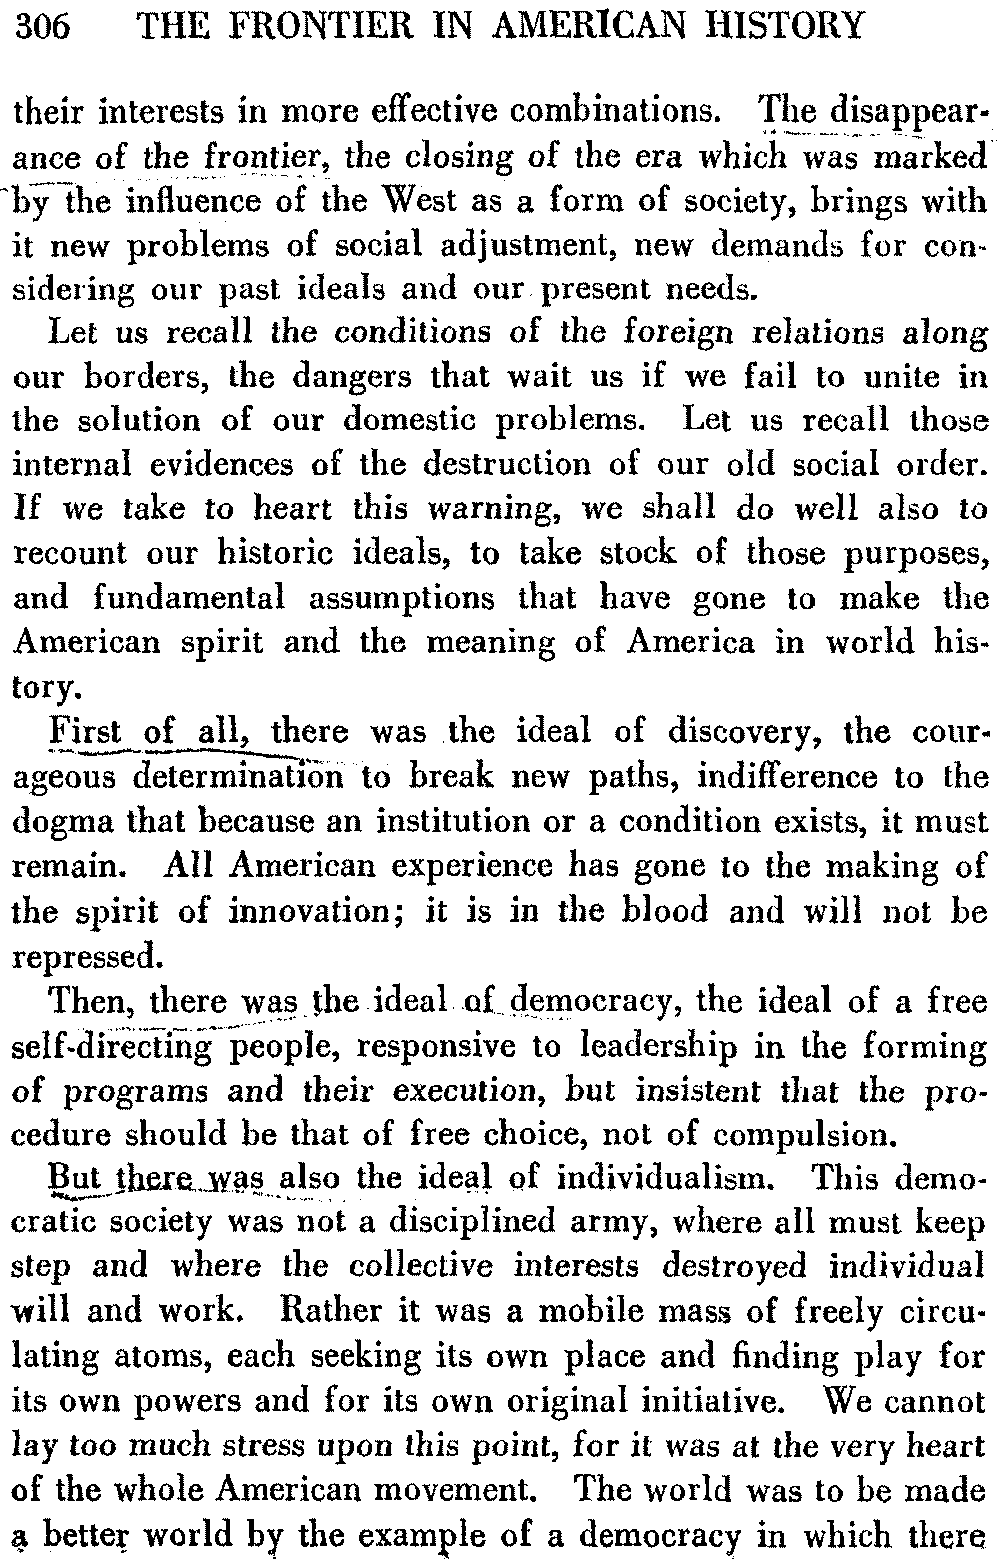 306 THE FRONTIER IN AMERICAN HISTORY
their interests in more effective combinations. The disappear-
ance of the frontier, the closing of the era which was marked
by the influence of the West as a form of society, brings with
it new problems of social adjustment, new demands for con-
sidering our past ideals and our present needs.
Let us recall the conditions of the foreign relations along
our borders, the dangers that wait us if we fail to unite in
the solution of our domestic problems. Let us recall those
internal evidences of the destruction of our old social order.
If we take to heart this warning, we shall do well also to
recount our historic ideals, to take stock of those purposes,
and fundamental assumptions that have gone to make the
American spirit and the meaning of America in world his-
tory.
First of all, there was the ideal of discovery, the cour-
ageous determination to break new paths, indifference to the
dogma that because an institution or a condition exists, it must
remain. All American experience has gone to the making of
the spirit of innovation; it is in the blood and will not be
repressed.
Then, there was the ideal of democracy, the ideal of a free
self-directing people, responsive to leadership in the forming
of programs and their execution, but insistent that the pro-
cedure should be that of free choice, not of compulsion.
But there was also the ideal of individualism. This demo-
cratic society was not a disciplined army, where all must keep
step and where the collective interests destroyed individual
will and work. Rather it was a mobile mass of freely circu-
lating atoms, each seeking its own place and finding play for
its own powers and for its own original initiative. We cannot
lay too much stress upon this point, for it was at the very heart
of the whole American movement. The world was to be made
a better world by the example of a democracy in which there